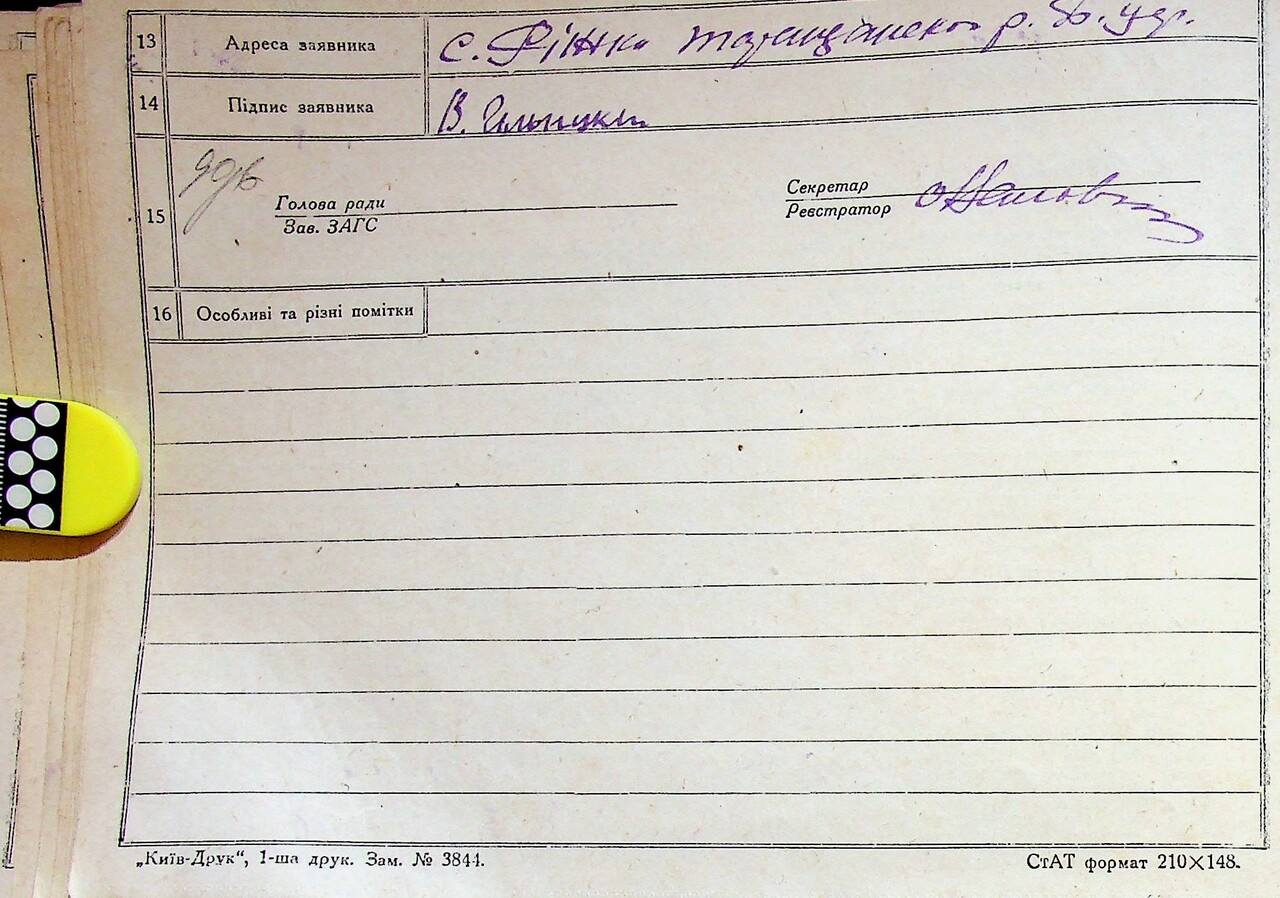 13 Адреса заявника с. Ріжки р.
14 Підпис заявника В.
15 Голова ради
Зав. ЗАГС
Секретар
Реєстратор
16 Особливі та різні помітки
„Київ-Друк“, 1-ша друк. Зам. № 3844.
СтАТ формат 210×148.